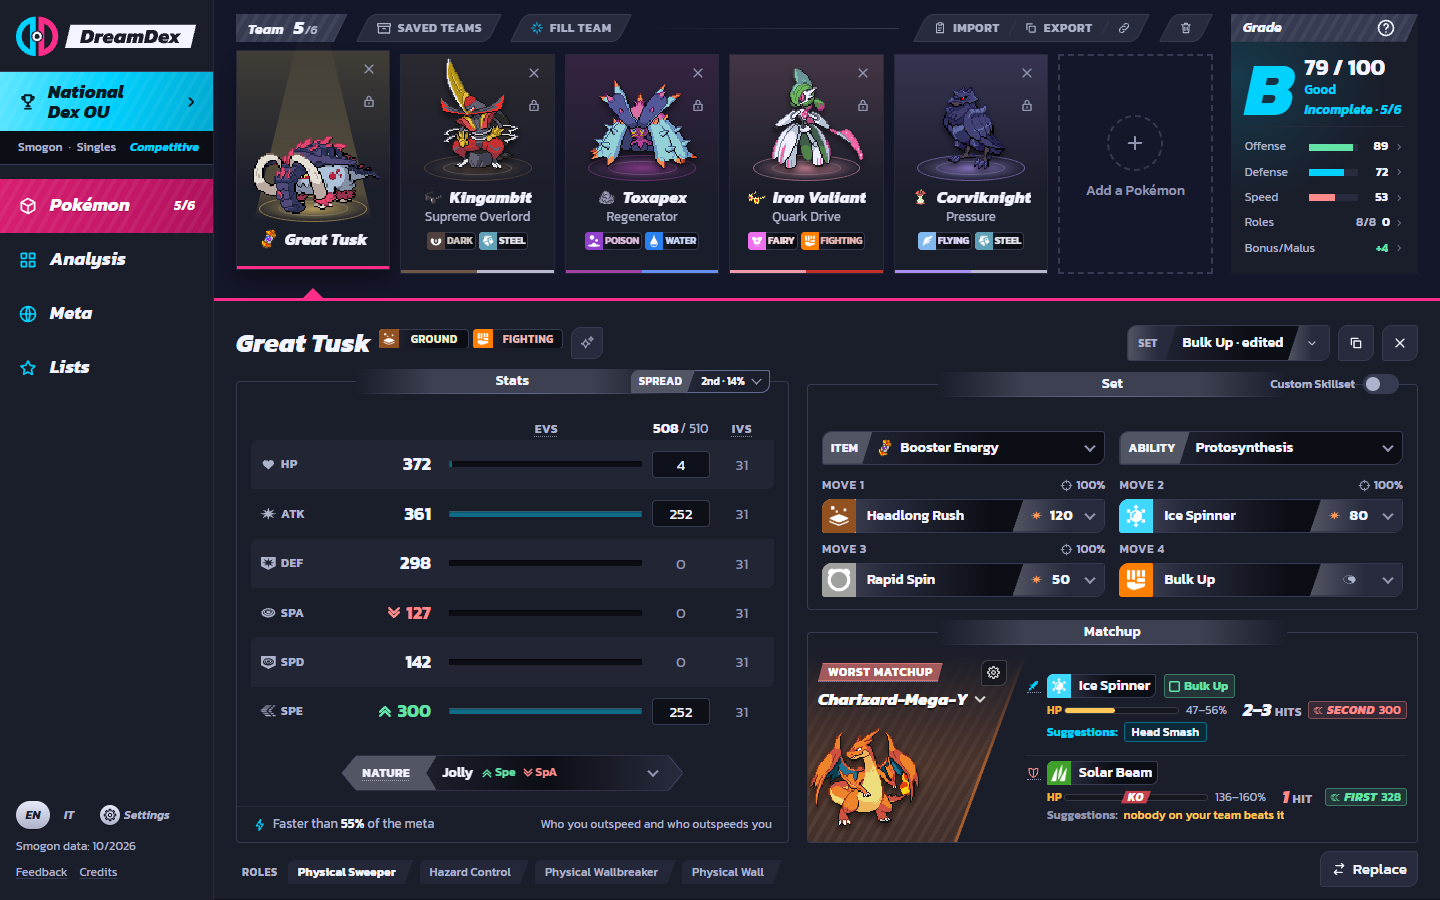 DreamDex
National
Dex OU
Smogon · Singles Competitive
Pokémon 5/6
Analysis
Meta
Lists
EN IT Settings
Smogon data: 10/2026
Feedback Credits
Team 5/6
SAVED TEAMS
FILL TEAM
IMPORT
EXPORT
Great Tusk
Kingambit
Supreme Overlord
DARK STEEL
Toxapex
Regenerator
POISON WATER
Iron Valiant
Quark Drive
FAIRY FIGHTING
Corviknight
Pressure
FLYING STEEL
Add a Pokémon
Grade ?
B
79 / 100
Good
Incomplete · 5/6
Offense 89
Defense 72
Speed 53
Roles 8/8 0
Bonus/Malus +4
Great Tusk GROUND FIGHTING
SET Bulk Up · edited
Stats
SPREAD 2nd · 14%
EVS 508 / 510 IVS
HP 372 4 31
ATK 361 252 31
DEF 298 0 31
SPA 127 0 31
SPD 142 0 31
SPE 300 252 31
NATURE Jolly Spe SpA
Faster than 55% of the meta
Who you outspeed and who outspeeds you
ROLES Physical Sweeper Hazard Control Physical Wallbreaker Physical Wall
Set
Custom Skillset
ITEM Booster Energy
ABILITY Protosynthesis
MOVE 1 100%
Headlong Rush 120
MOVE 2 100%
Ice Spinner 80
MOVE 3 100%
Rapid Spin 50
MOVE 4
Bulk Up
Matchup
WORST MATCHUP
Charizard-Mega-Y
Ice Spinner Bulk Up
HP 47–56% 2–3 HITS SECOND 300
Suggestions: Head Smash
Solar Beam
HP KO 136–160% 1 HIT FIRST 328
Suggestions: nobody on your team beats it
Replace